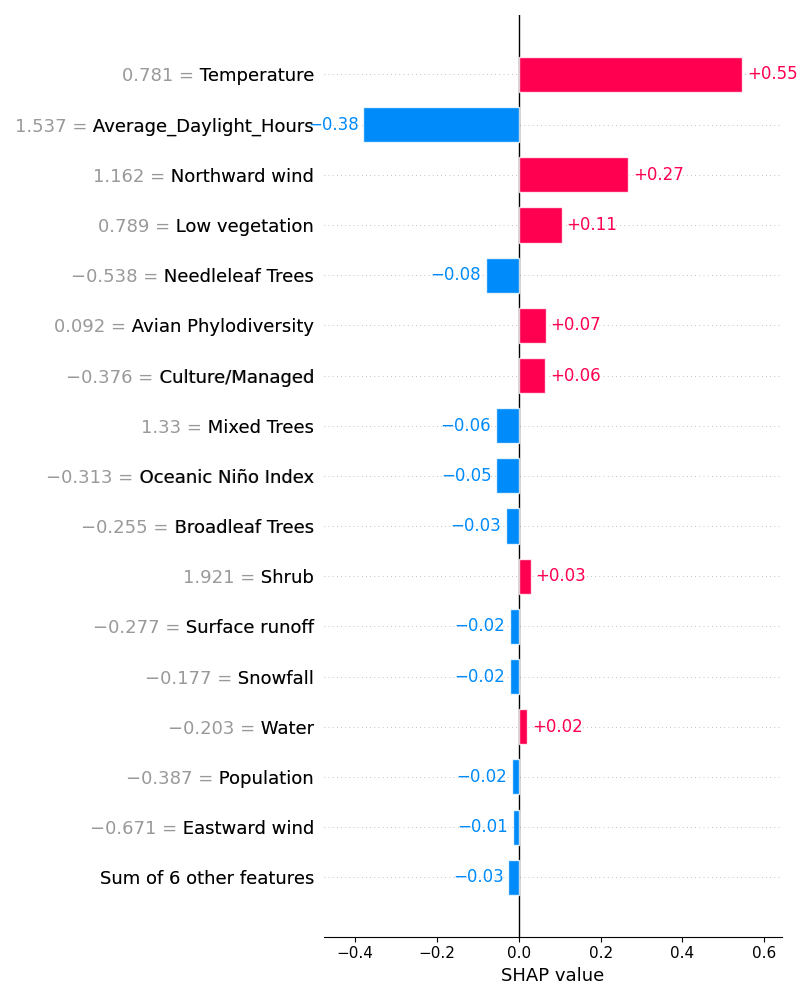 0.781 = Temperature +0.55
1.537 = Average_Daylight_Hours −0.38
1.162 = Northward wind +0.27
0.789 = Low vegetation +0.11
−0.538 = Needleleaf Trees −0.08
0.092 = Avian Phylodiversity +0.07
−0.376 = Culture/Managed +0.06
1.33 = Mixed Trees −0.06
−0.313 = Oceanic Niño Index −0.05
−0.255 = Broadleaf Trees −0.03
1.921 = Shrub +0.03
−0.277 = Surface runoff −0.02
−0.177 = Snowfall −0.02
−0.203 = Water +0.02
−0.387 = Population −0.02
−0.671 = Eastward wind −0.01
Sum of 6 other features −0.03
−0.4 −0.2 0.0 0.2 0.4 0.6
SHAP value